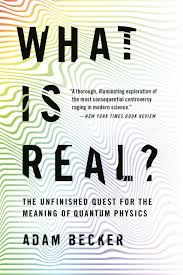 WHAT
IS
REAL?
"A thorough, illuminating exploration of
the most consequential controversy
raging in modern science."
—NEW YORK TIMES BOOK REVIEW
THE UNFINISHED QUEST FOR THE
MEANING OF QUANTUM PHYSICS
ADAM BECKER